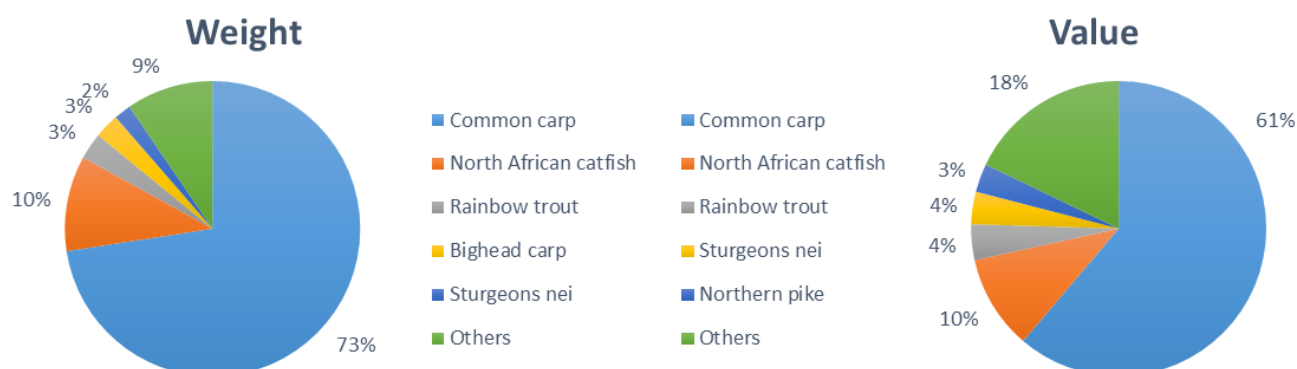 Weight
9%
2%
3%
3%
10%
73%
Common carp
North African catfish
Rainbow trout
Bighead carp
Sturgeons nei
Others
Value
Common carp
North African catfish
Rainbow trout
Sturgeons nei
Northern pike
Others
18%
3%
4%
4%
10%
61%